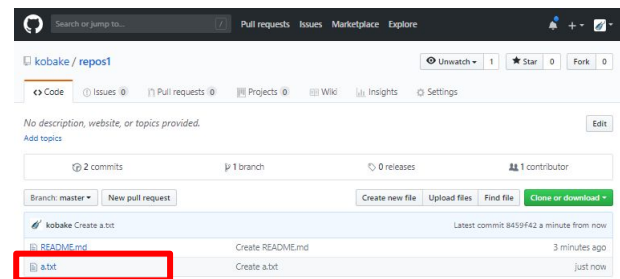 Search or jump to... / Pull requests Issues Marketplace Explore
kobake / repos1 Unwatch 1 Star 0 Fork 0
Code Issues 0 Pull requests 0 Projects 0 Wiki Insights Settings
No description, website, or topics provided. Edit
Add topics
2 commits 1 branch 0 releases 1 contributor
Branch: master New pull request Create new file Upload files Find file Clone or download
kobake Create a.txt Latest commit 8459f42 a minute from now
README.md Create README.md 3 minutes ago
a.txt Create a.txt just now